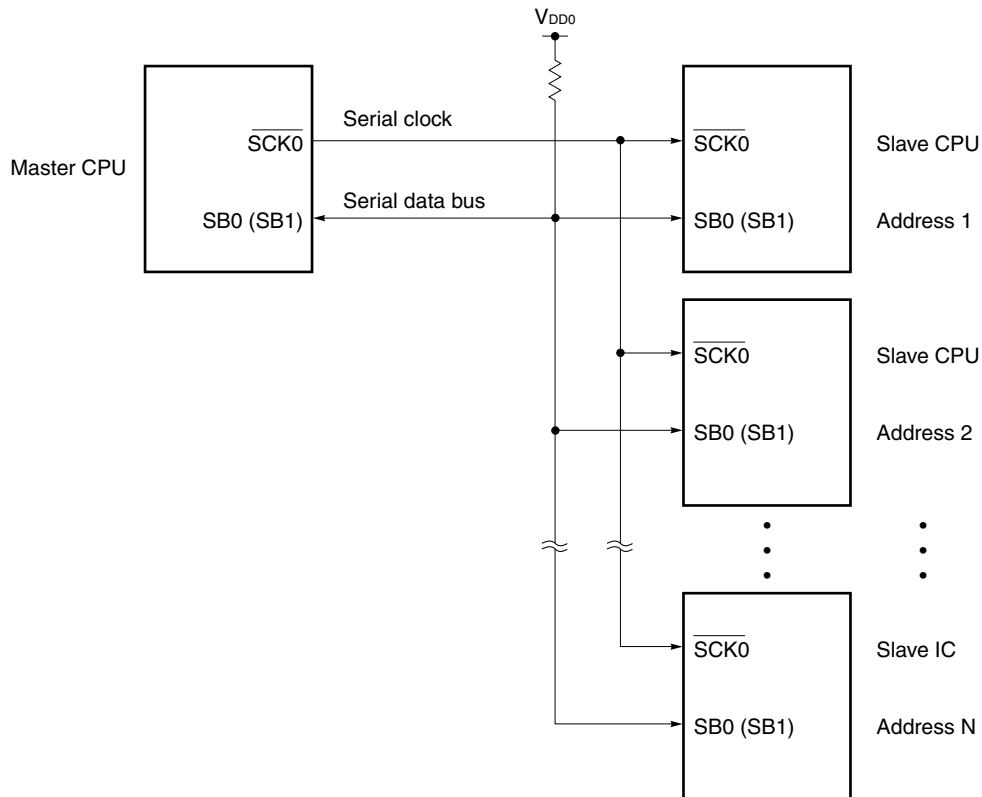 VDD0
Serial clock
SCK0
SCK0
Slave CPU
Master CPU
Serial data bus
SB0 (SB1)
SB0 (SB1)
Address 1
SCK0
Slave CPU
SB0 (SB1)
Address 2
SCK0
Slave IC
SB0 (SB1)
Address N